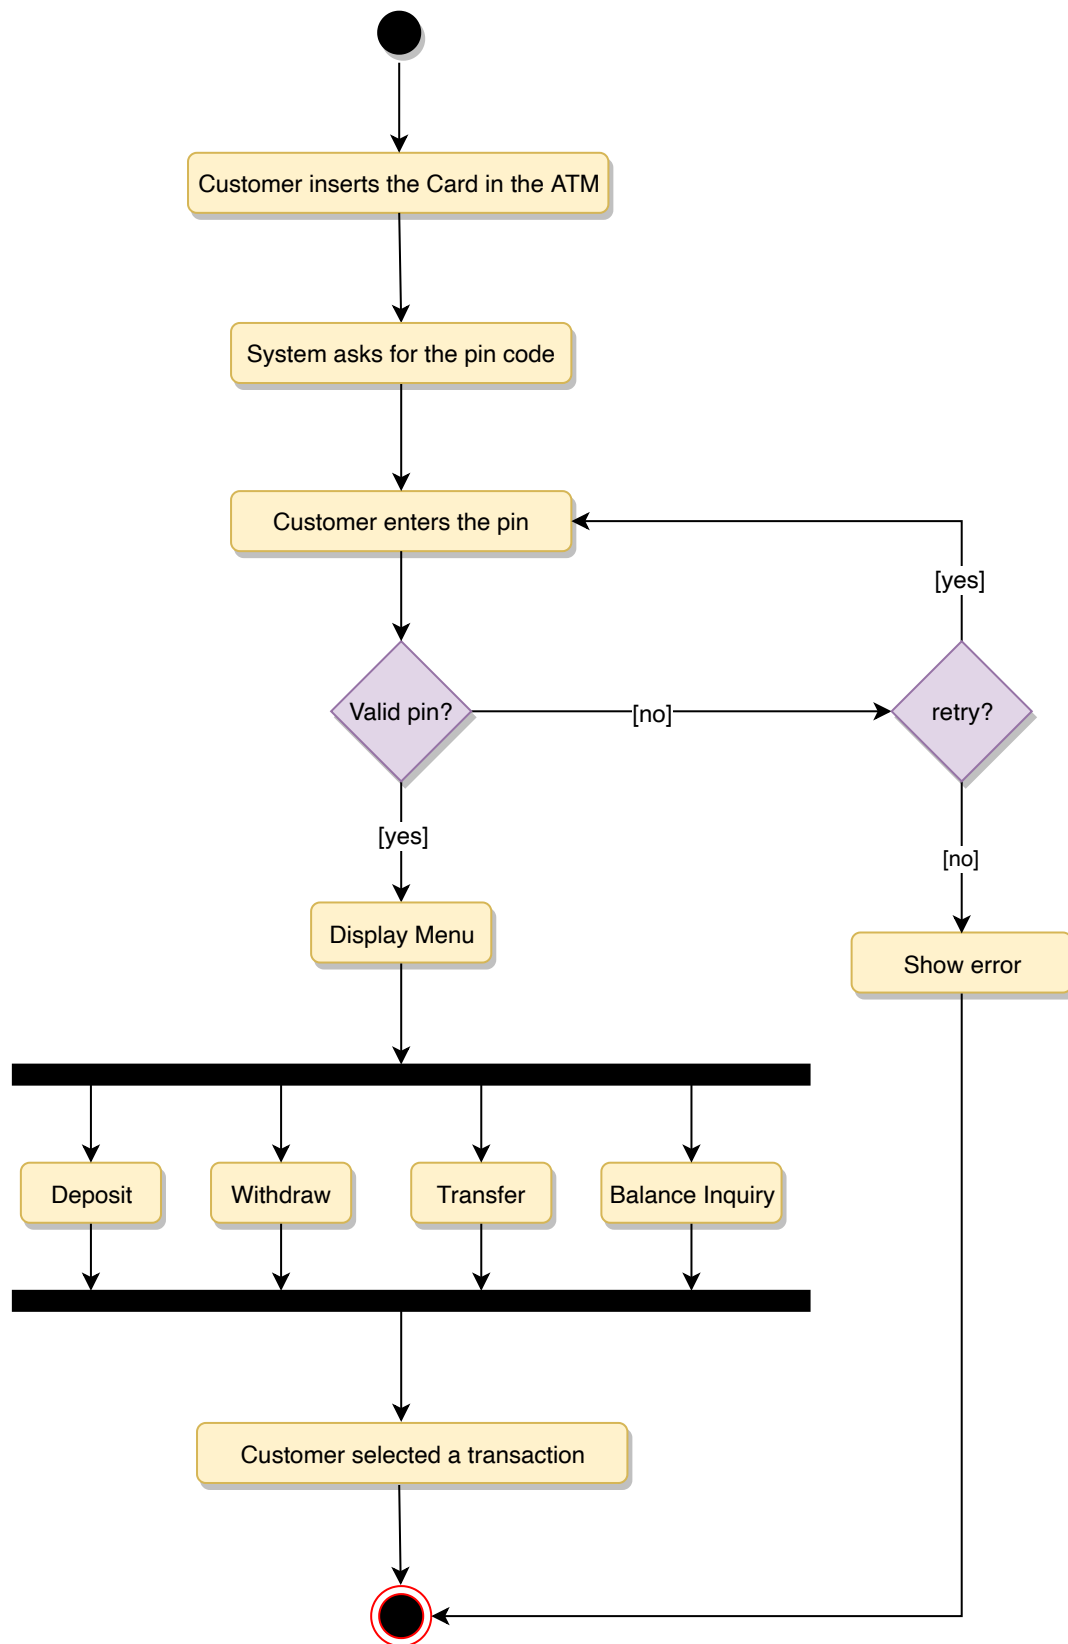 Customer inserts the Card in the ATM
System asks for the pin code
Customer enters the pin
[yes]
Valid pin?
[no]
retry?
[yes]
[no]
Display Menu
Show error
Deposit
Withdraw
Transfer
Balance Inquiry
Customer selected a transaction